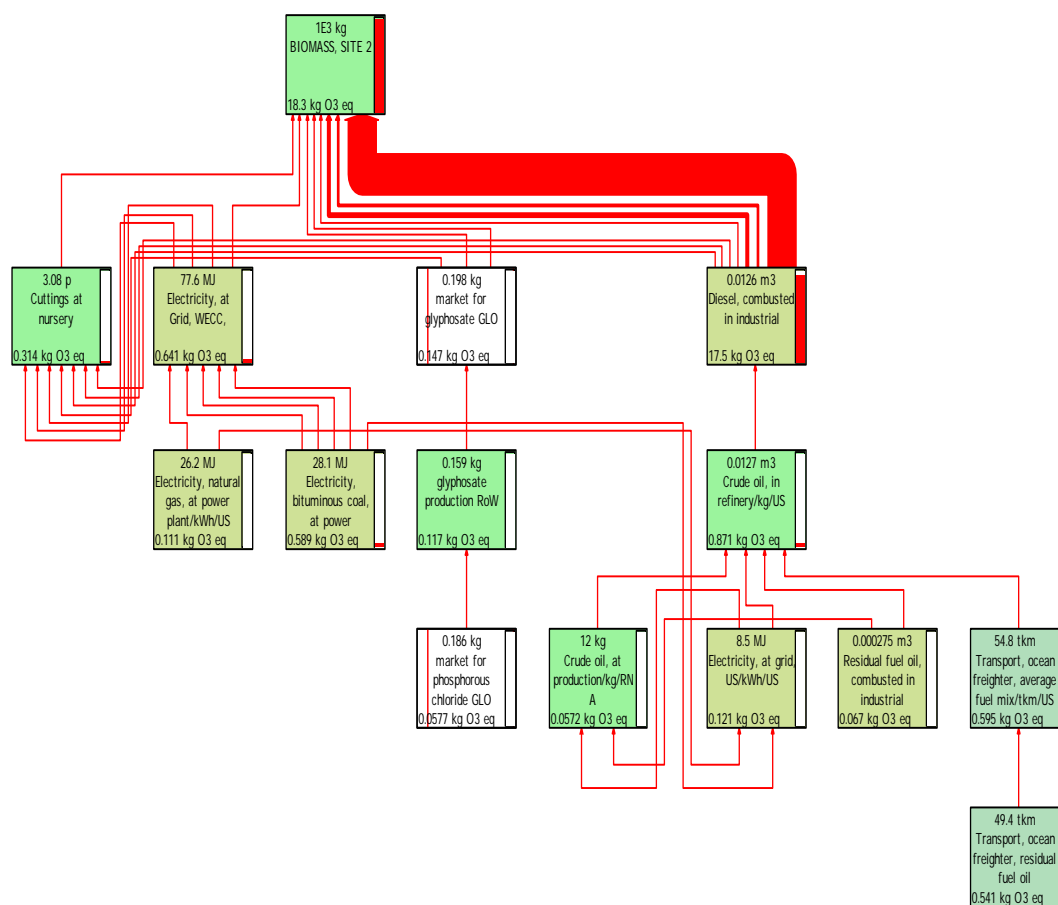 1E3 kg
BIOMASS, SITE 2
18.3 kg O3 eq
3.08 p
Cuttings at
nursery
0.314 kg O3 eq
77.6 MJ
Electricity, at
Grid, WECC,
0.641 kg O3 eq
0.198 kg
market for
glyphosate GLO
0.147 kg O3 eq
0.0126 m3
Diesel, combusted
in industrial
17.5 kg O3 eq
26.2 MJ
Electricity, natural
gas, at power
plant/kWh/US
0.111 kg O3 eq
28.1 MJ
Electricity,
bituminous coal,
at power
0.589 kg O3 eq
0.159 kg
glyphosate
production RoW
0.117 kg O3 eq
0.0127 m3
Crude oil, in
refinery/kg/US
0.871 kg O3 eq
0.186 kg
market for
phosphorous
chloride GLO
0.0577 kg O3 eq
12 kg
Crude oil, at
production/kg/RN
A
0.0572 kg O3 eq
8.5 MJ
Electricity, at grid,
US/kWh/US
0.121 kg O3 eq
0.000275 m3
Residual fuel oil,
combusted in
industrial
0.067 kg O3 eq
54.8 tkm
Transport, ocean
freighter, average
fuel mix/tkm/US
0.595 kg O3 eq
49.4 tkm
Transport, ocean
freighter, residual
fuel oil
0.541 kg O3 eq